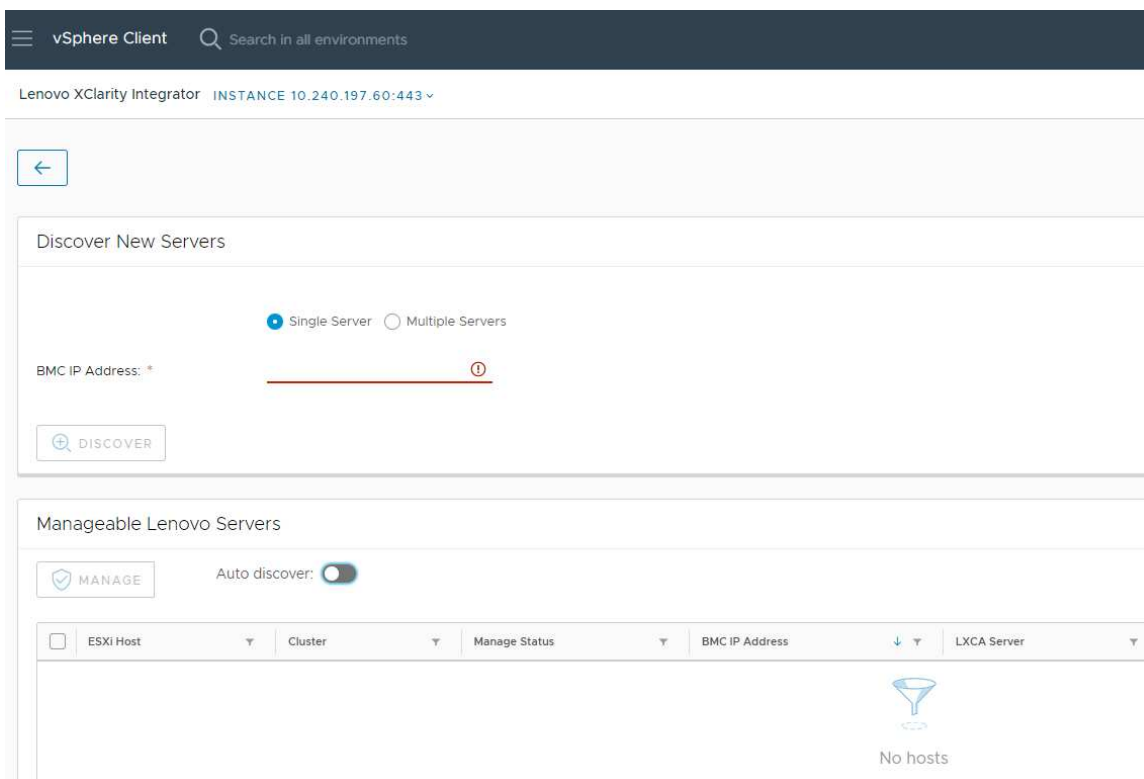 vSphere Client Search in all environments
Lenovo XClarity Integrator INSTANCE 10.240.197.60:443
Discover New Servers
Single Server Multiple Servers
BMC IP Address: *
DISCOVER
Manageable Lenovo Servers
MANAGE Auto discover:
ESXi Host Cluster Manage Status BMC IP Address LXCA Server
No hosts